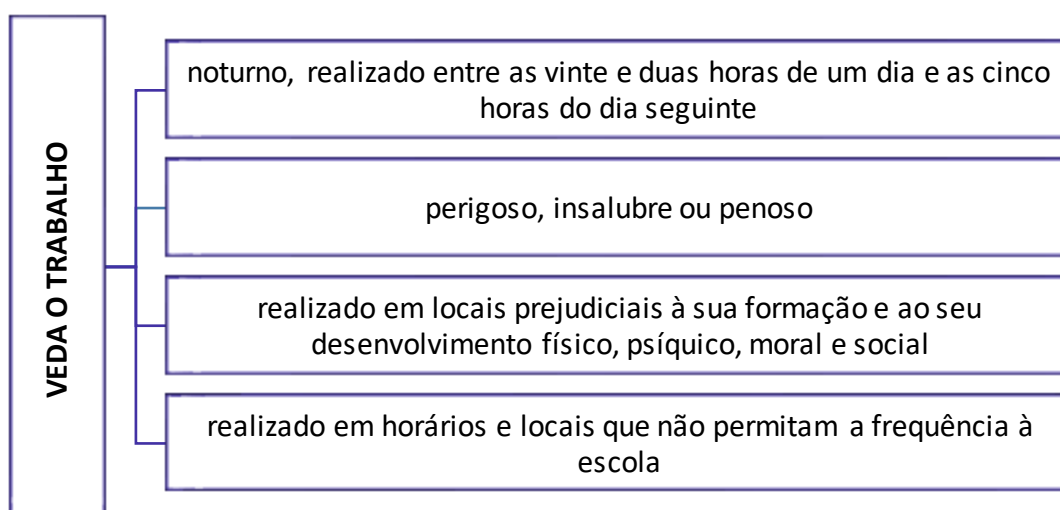 VEDA O TRABALHO
noturno, realizado entre as vinte e duas horas de um dia e as cinco
horas do dia seguinte
perigoso, insalubre ou penoso
realizado em locais prejudiciais à sua formação e ao seu
desenvolvimento físico, psíquico, moral e social
realizado em horários e locais que não permitam a frequência à
escola